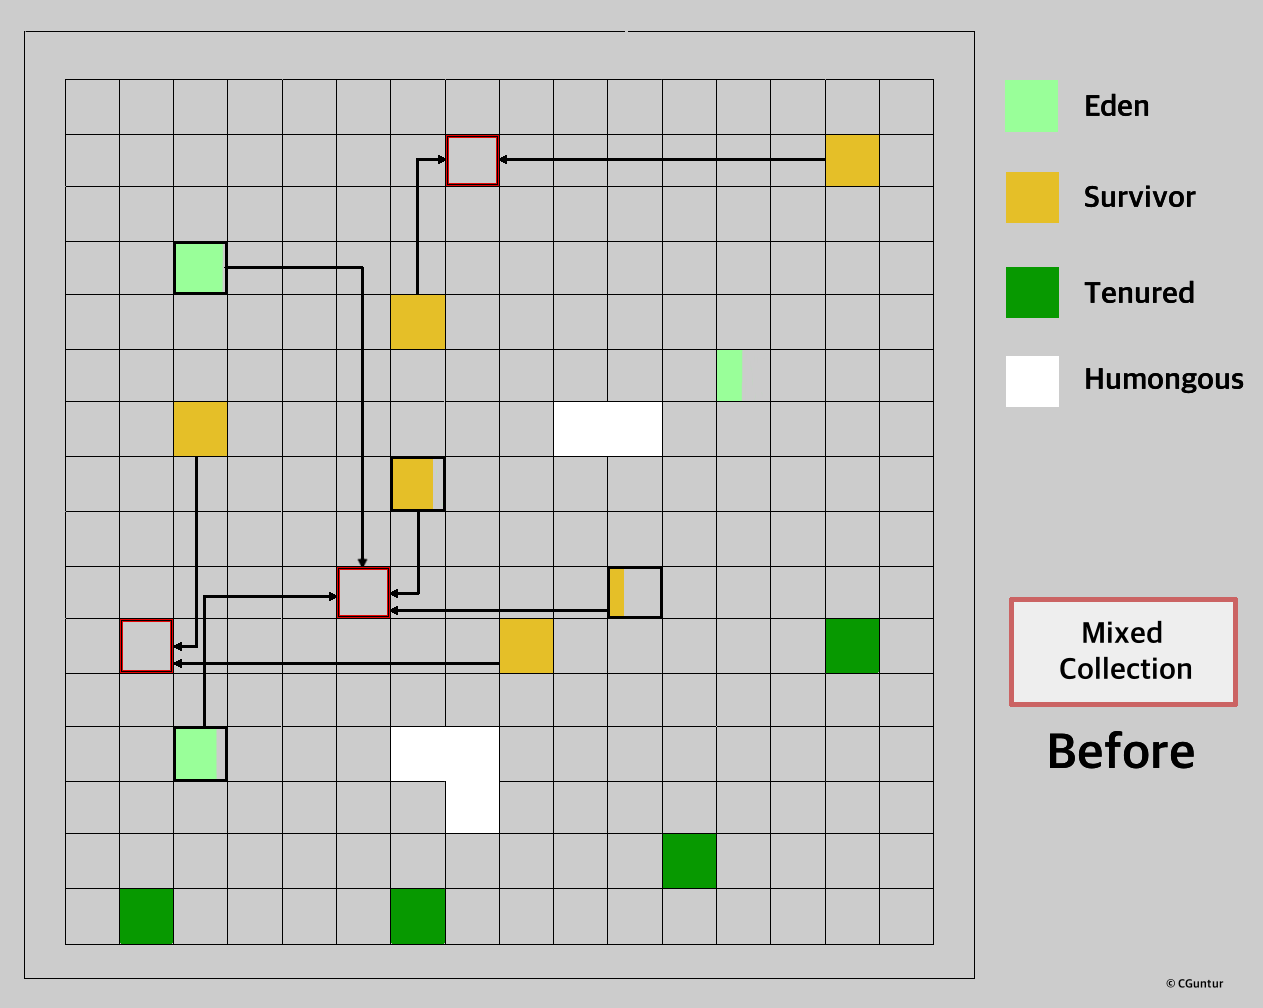 Eden
Survivor
Tenured
Humongous
Mixed
Collection
Before
© CGuntur